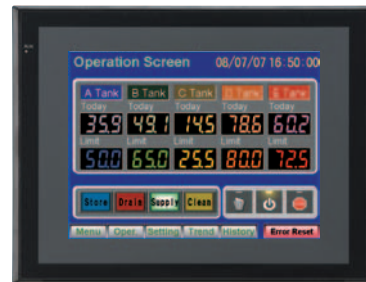 Operation Screen 08/07/07 16:50:00
A Tank B Tank C Tank D Tank E Tank
Today Today Today Today Today
35.9 49.1 14.5 78.6 60.2
Limit Limit Limit Limit Limit
50.0 65.0 25.5 80.0 72.5
Store Drain Supply Clean
Menu Oper. Setting Trend History Error Reset